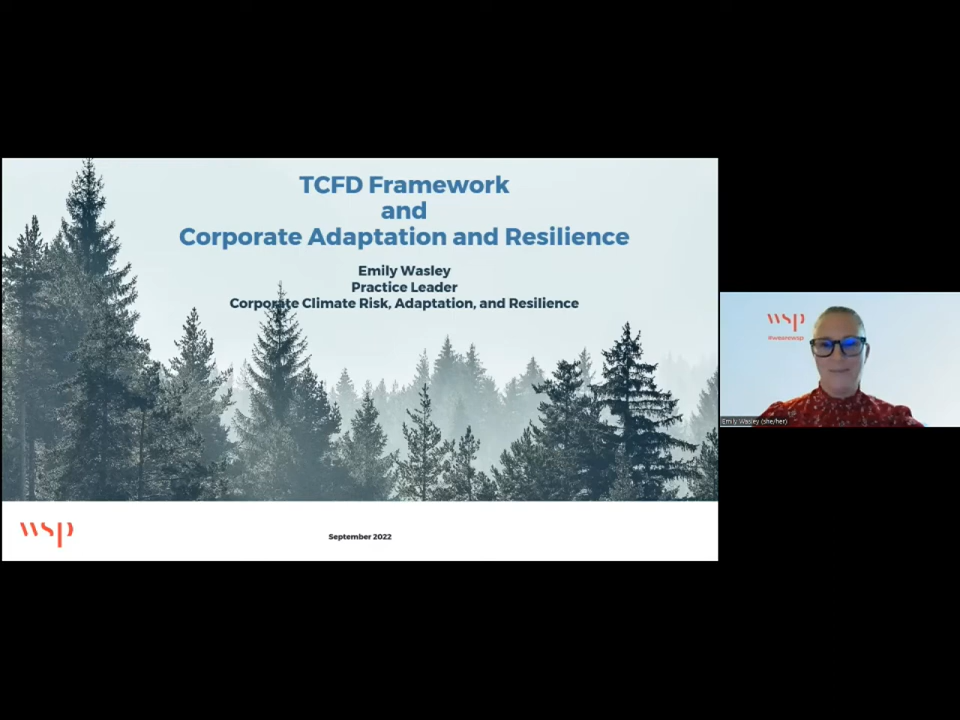 TCFD Framework
and
Corporate Adaptation and Resilience
Emily Wasley
Practice Leader
Corporate Climate Risk, Adaptation, and Resilience
wsp
September 2022
wsp
Emily Wasley (she/her)